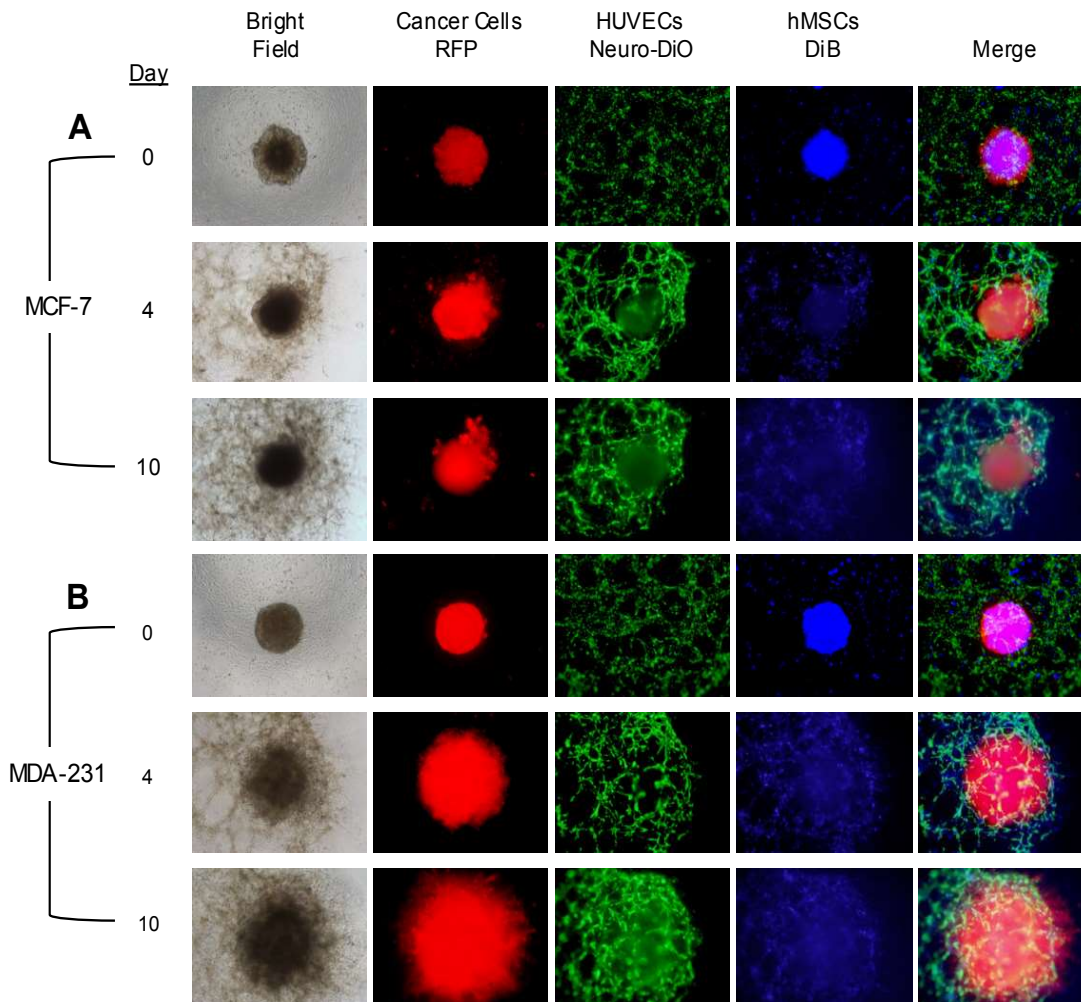 Bright
Field
Cancer Cells
RFP
HUVECs
Neuro-DiO
hMSCs
DiB
Merge
Day
A
0
MCF-7
4
10
B
0
MDA-231
4
10